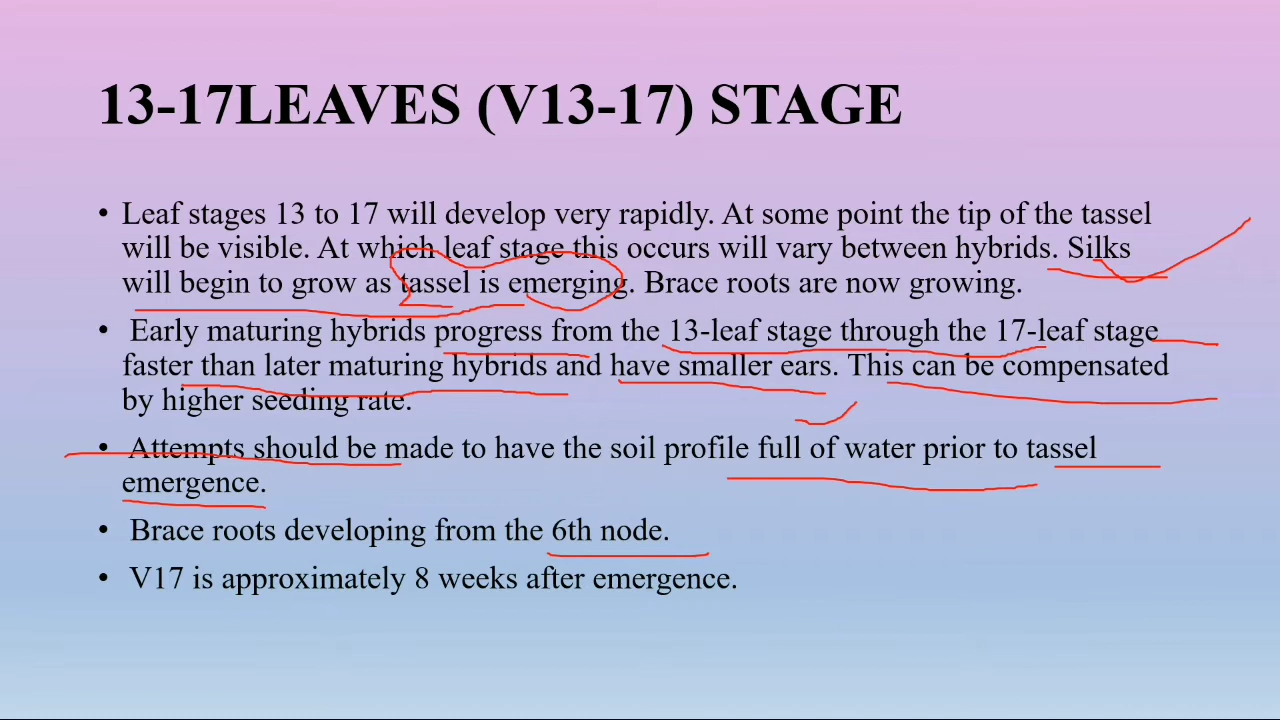 13-17LEAVES (V13-17) STAGE
• Leaf stages 13 to 17 will develop very rapidly. At some point the tip of the tassel
will be visible. At which leaf stage this occurs will vary between hybrids. Silks
will begin to grow as tassel is emerging. Brace roots are now growing.
• Early maturing hybrids progress from the 13-leaf stage through the 17-leaf stage
faster than later maturing hybrids and have smaller ears. This can be compensated
by higher seeding rate.
• Attempts should be made to have the soil profile full of water prior to tassel
emergence.
• Brace roots developing from the 6th node.
• V17 is approximately 8 weeks after emergence.